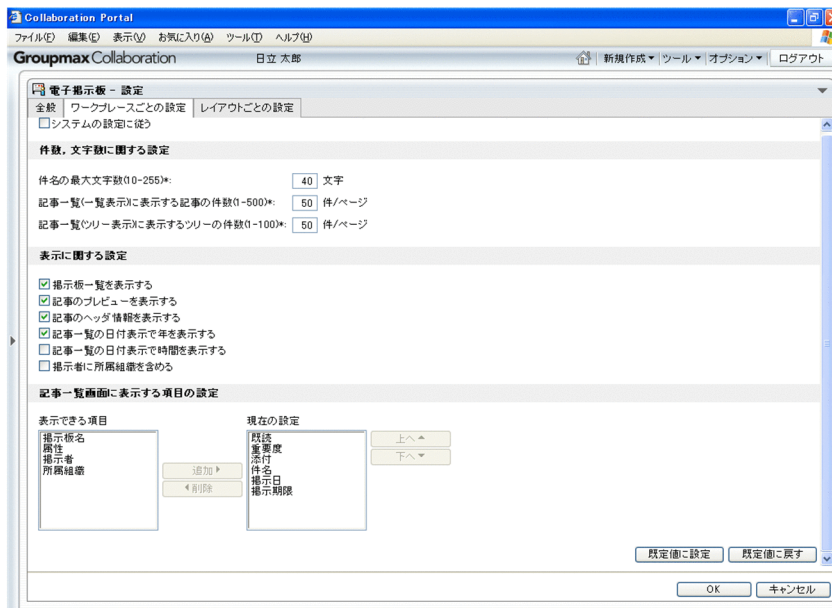 Collaboration Portal
ファイル(F) 編集(E) 表示(V) お気に入り(A) ツール(T) ヘルプ(H)
Groupmax Collaboration 日立 太郎 新規作成 ツール オプション ログアウト
電子掲示板 - 設定
全般 ワークプレースごとの設定 レイアウトごとの設定
システムの設定に従う
件数，文字数に関する設定
件名の最大文字数(10-255)*: 40 文字
記事一覧(一覧表示)に表示する記事の件数(1-500)*: 50 件/ページ
記事一覧(ツリー表示)に表示するツリーの件数(1-100)*: 50 件/ページ
表示に関する設定
掲示板一覧を表示する
記事のプレビューを表示する
記事のヘッダ情報を表示する
記事一覧の日付表示で年を表示する
記事一覧の日付表示で時間を表示する
掲示者に所属組織を含める
記事一覧画面に表示する項目の設定
表示できる項目 現在の設定
掲示板名
属性
掲示者
所属組織
追加
削除
既読
重要度
添付
件名
掲示日
掲示期限
上へ
下へ
既定値に設定 既定値に戻す
OK キャンセル